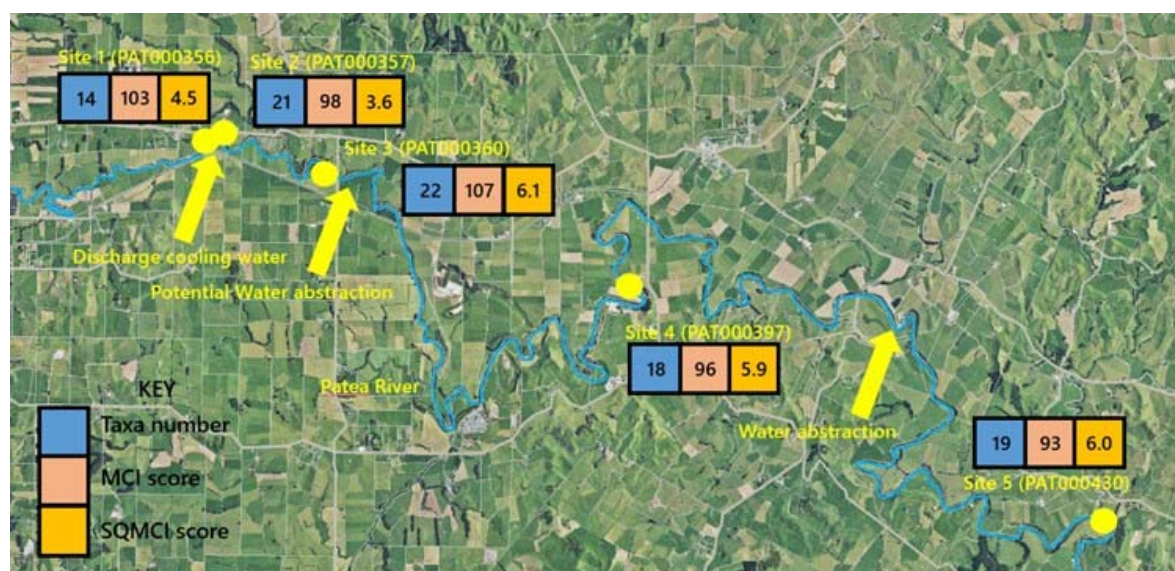 Site 1 (PAT000356)
14 103 4.5
Site 2 (PAT000357)
21 98 3.6
Site 3 (PAT000360)
22 107 6.1
Discharge cooling water
Potential Water abstraction
Site 4 (PAT000397)
18 96 5.9
Patea River
Water abstraction
19 93 6.0
Site 5 (PAT000430)
KEY
Taxa number
MCI score
SQMCI score